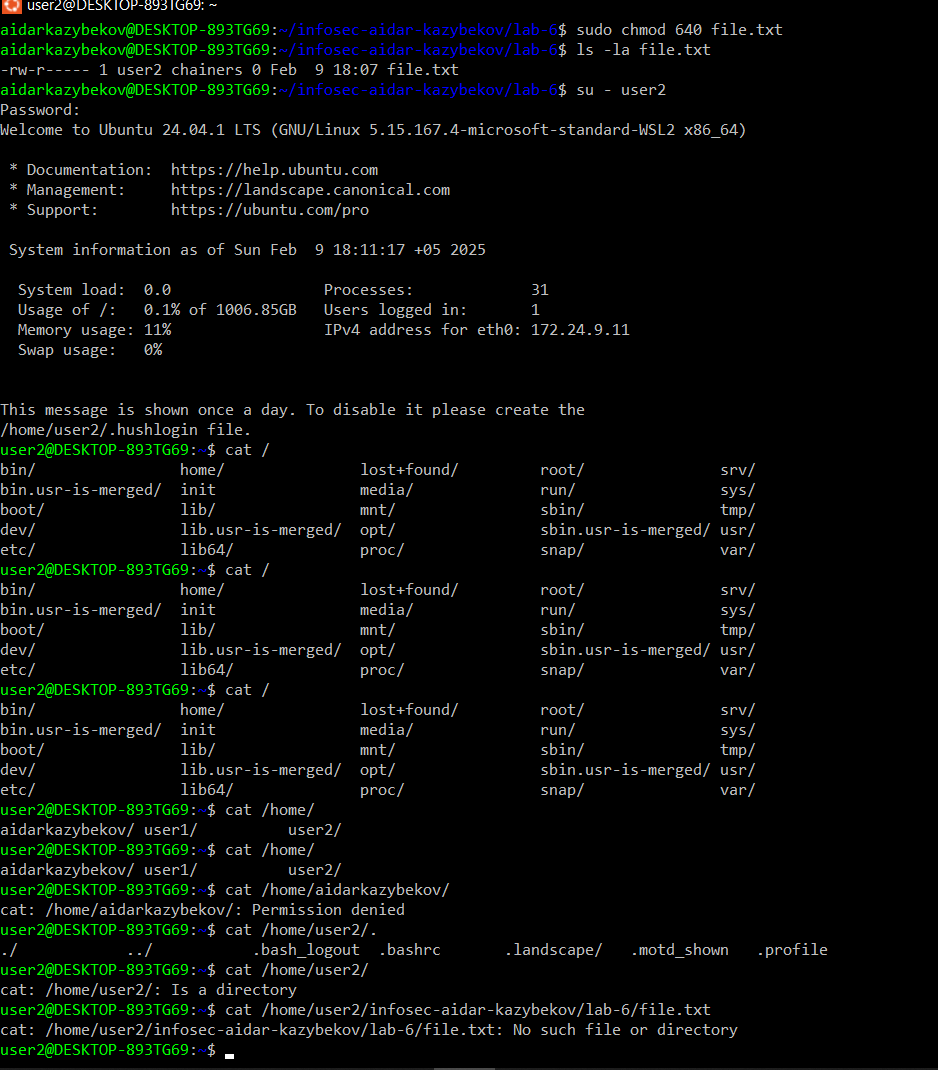 user2@DESKTOP-893TG69: ~
aidarkazybekov@DESKTOP-893TG69:~/infosec-aidar-kazybekov/lab-6$ sudo chmod 640 file.txt
aidarkazybekov@DESKTOP-893TG69:~/infosec-aidar-kazybekov/lab-6$ ls -la file.txt
-rw-r----- 1 user2 chainers 0 Feb  9 18:07 file.txt
aidarkazybekov@DESKTOP-893TG69:~/infosec-aidar-kazybekov/lab-6$ su - user2
Password:
Welcome to Ubuntu 24.04.1 LTS (GNU/Linux 5.15.167.4-microsoft-standard-WSL2 x86_64)

 * Documentation:  https://help.ubuntu.com
 * Management:     https://landscape.canonical.com
 * Support:        https://ubuntu.com/pro

 System information as of Sun Feb  9 18:11:17 +05 2025

  System load:  0.0                 Processes:             31
  Usage of /:   0.1% of 1006.85GB   Users logged in:       1
  Memory usage: 11%                 IPv4 address for eth0: 172.24.9.11
  Swap usage:   0%


This message is shown once a day. To disable it please create the
/home/user2/.hushlogin file.
user2@DESKTOP-893TG69:~$ cat /
bin/                home/               lost+found/         root/               srv/
bin.usr-is-merged/  init                media/              run/                sys/
boot/               lib/                mnt/                sbin/               tmp/
dev/                lib.usr-is-merged/  opt/                sbin.usr-is-merged/ usr/
etc/                lib64/              proc/               snap/               var/
user2@DESKTOP-893TG69:~$ cat /
bin/                home/               lost+found/         root/               srv/
bin.usr-is-merged/  init                media/              run/                sys/
boot/               lib/                mnt/                sbin/               tmp/
dev/                lib.usr-is-merged/  opt/                sbin.usr-is-merged/ usr/
etc/                lib64/              proc/               snap/               var/
user2@DESKTOP-893TG69:~$ cat /
bin/                home/               lost+found/         root/               srv/
bin.usr-is-merged/  init                media/              run/                sys/
boot/               lib/                mnt/                sbin/               tmp/
dev/                lib.usr-is-merged/  opt/                sbin.usr-is-merged/ usr/
etc/                lib64/              proc/               snap/               var/
user2@DESKTOP-893TG69:~$ cat /home/
aidarkazybekov/ user1/          user2/
user2@DESKTOP-893TG69:~$ cat /home/
aidarkazybekov/ user1/          user2/
user2@DESKTOP-893TG69:~$ cat /home/aidarkazybekov/
cat: /home/aidarkazybekov/: Permission denied
user2@DESKTOP-893TG69:~$ cat /home/user2/.
./            ../           .bash_logout  .bashrc       .landscape/   .motd_shown   .profile
user2@DESKTOP-893TG69:~$ cat /home/user2/
cat: /home/user2/: Is a directory
user2@DESKTOP-893TG69:~$ cat /home/user2/infosec-aidar-kazybekov/lab-6/file.txt
cat: /home/user2/infosec-aidar-kazybekov/lab-6/file.txt: No such file or directory
user2@DESKTOP-893TG69:~$